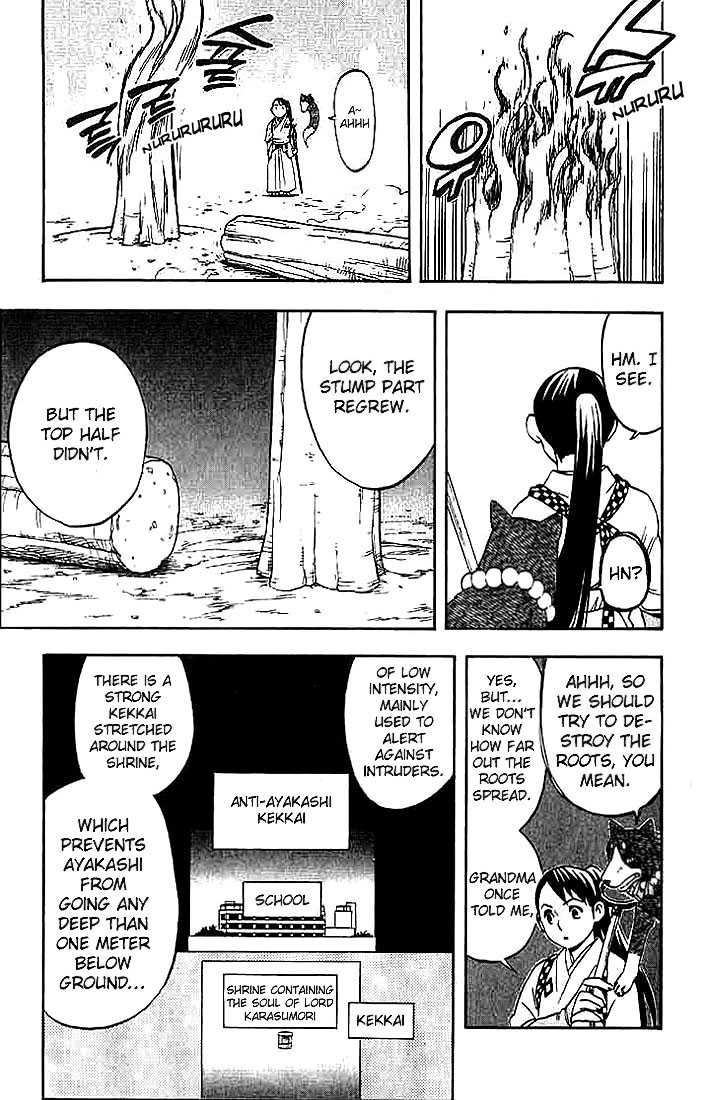 NURURURU
A~
AHHH
NURURURURU
HM. I
SEE.
HN?
LOOK, THE
STUMP PART
REGREW.
BUT THE
TOP HALF
DIDN'T.
AHHH, SO
WE SHOULD
TRY TO DE-
STROY THE
ROOTS, YOU
MEAN.
YES,
BUT...
WE DON'T
KNOW
HOW FAR
OUT THE
ROOTS
SPREAD.
GRANDMA
ONCE
TOLD ME,
OF LOW
INTENSITY,
MAINLY
USED TO
ALERT
AGAINST
INTRUDERS.
ANTI-AYAKASHI
KEKKAI
SCHOOL
SHRINE CONTAINING
THE SOUL OF LORD
KARASUMORI
KEKKAI
THERE IS A
STRONG
KEKKAI
STRETCHED
AROUND THE
SHRINE,
WHICH
PREVENTS
AYAKASHI
FROM
GOING ANY
DEEP THAN
ONE METER
BELOW
GROUND...